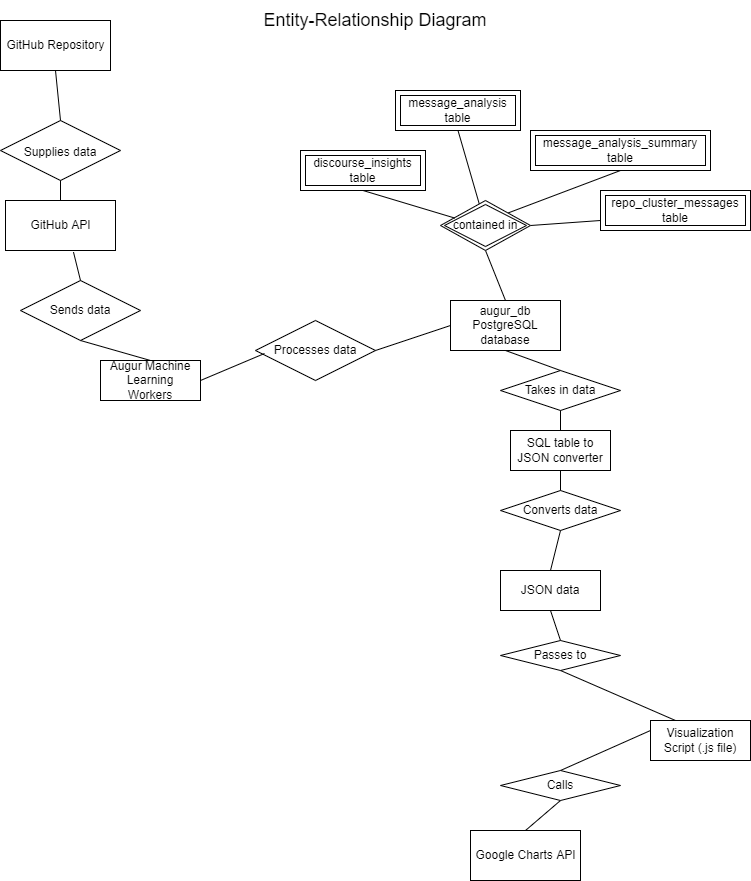 Entity-Relationship Diagram
GitHub Repository
Supplies data
GitHub API
Sends data
Augur Machine
Learning
Workers
Processes data
message_analysis
table
discourse_insights
table
message_analysis_summary
table
repo_cluster_messages
table
contained in
augur_db
PostgreSQL
database
Takes in data
SQL table to
JSON converter
Converts data
JSON data
Passes to
Visualization
Script (.js file)
Calls
Google Charts API